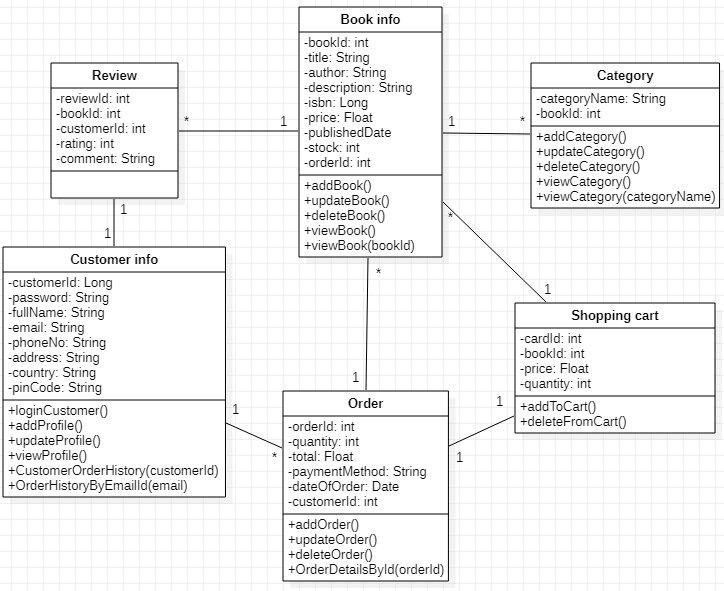 Book info
-bookId: int
-title: String
-author: String
-description: String
-isbn: Long
-price: Float
-publishedDate
-stock: int
-orderId: int
+addBook()
+updateBook()
+deleteBook()
+viewBook()
+viewBook(bookId)
Review
-reviewId: int
-bookId: int
-customerId: int
-rating: int
-comment: String
*
1
1
*
Category
-categoryName: String
-bookId: int
+addCategory()
+updateCategory()
+deleteCategory()
+viewCategory()
+viewCategory(categoryName)
1
1
*
1
*
1
Customer info
-customerId: Long
-password: String
-fullName: String
-email: String
-phoneNo: String
-address: String
-country: String
-pinCode: String
+loginCustomer()
+addProfile()
+updateProfile()
+viewProfile()
+CustomerOrderHistory(customerId)
+OrderHistoryByEmailId(email)
Shopping cart
-cardId: int
-bookId: int
-price: Float
-quantity: int
+addToCart()
+deleteFromCart()
1
*
1
1
Order
-orderId: int
-quantity: int
-total: Float
-paymentMethod: String
-dateOfOrder: Date
-customerId: int
+addOrder()
+updateOrder()
+deleteOrder()
+OrderDetailsById(orderId)